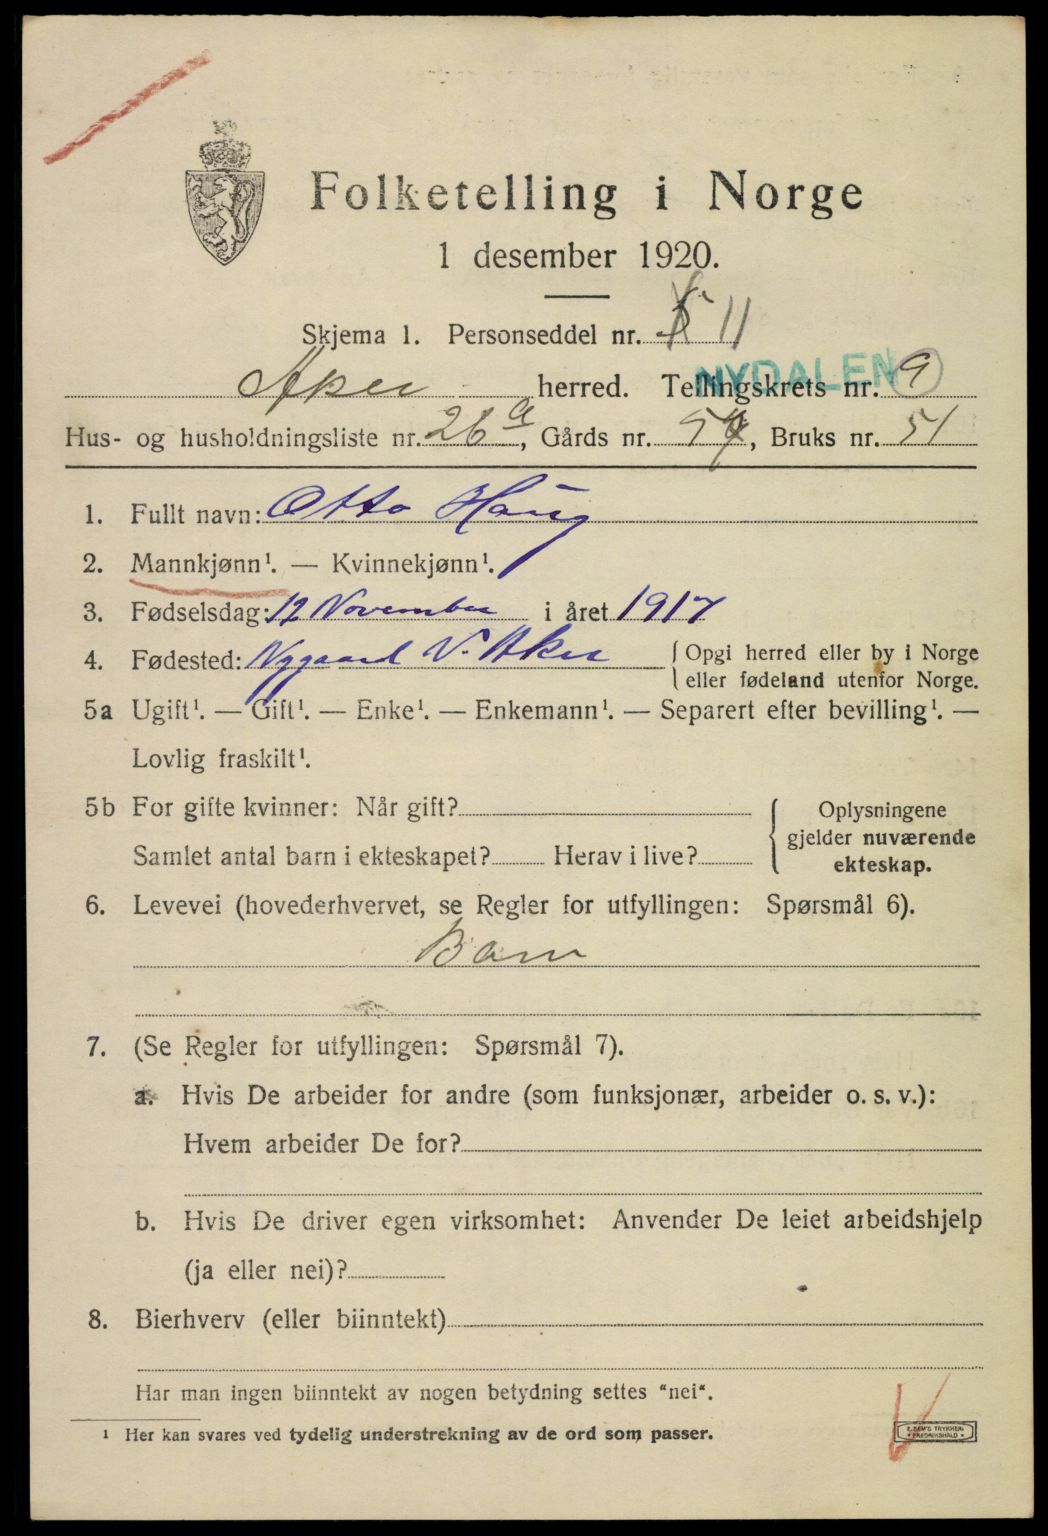 Folketelling i Norge
1 desember 1920.
Skjema 1. Personseddel nr. 11
Aker herred. Tellingskrets nr. 9
NYDALEN
Hus- og husholdningsliste nr. 26 a, Gårds nr. 57, Bruks nr. 51
1. Fullt navn: Otto Haug
2. Mannkjønn¹. — Kvinnekjønn¹.
3. Fødselsdag: 12 November i året 1917
4. Fødested: Nygaard V. Aker { Opgi herred eller by i Norge
eller fødeland utenfor Norge.
5a Ugift¹. — Gift¹. — Enke¹. — Enkemann¹. — Separert efter bevilling¹. —
Lovlig fraskilt¹.
5b For gifte kvinner: Når gift?
Samlet antal barn i ekteskapet? Herav i live?
{ Oplysningene
gjelder nuværende
ekteskap.
6. Levevei (hovederhvervet, se Regler for utfyllingen: Spørsmål 6).
Barn
7. (Se Regler for utfyllingen: Spørsmål 7).
a. Hvis De arbeider for andre (som funksjonær, arbeider o. s. v.):
Hvem arbeider De for?
b. Hvis De driver egen virksomhet: Anvender De leiet arbeidshjelp
(ja eller nei)?
8. Bierhverv (eller biinntekt)
Har man ingen biinntekt av nogen betydning settes "nei".
¹ Her kan svares ved tydelig understrekning av de ord som passer.
FREDRIKSHALD